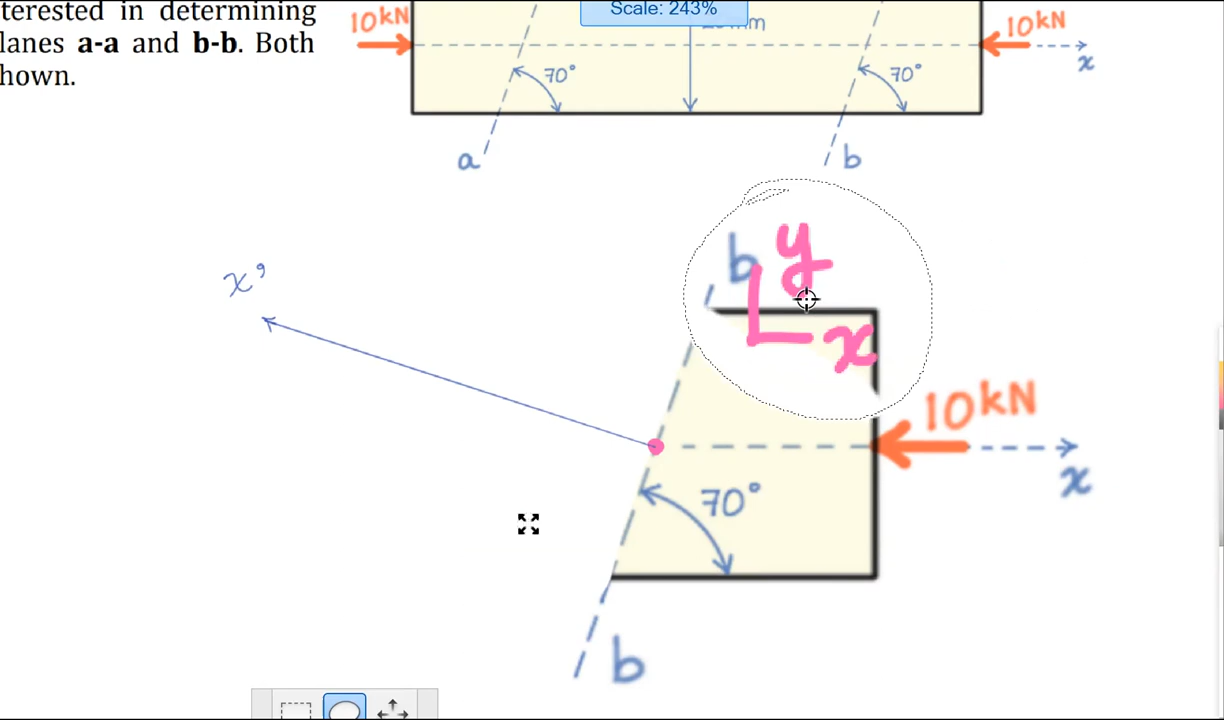 terested in determining
lanes a-a and b-b. Both
hown.
Scale: 243%
10kN
10kN
x
70°
70°
a
b
x'
b
y
x
10kN
x
70°
b